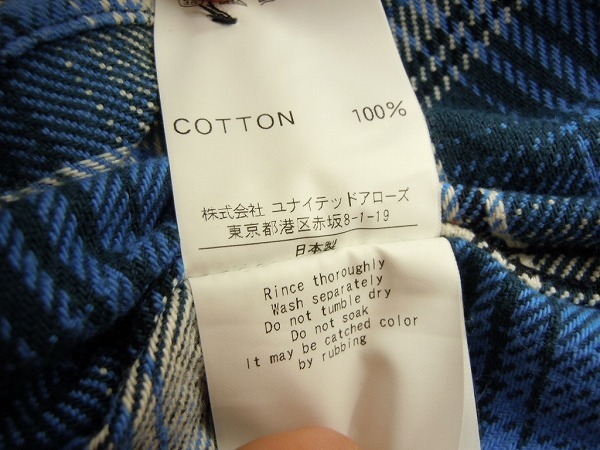 COTTON 100%
株式会社 ユナイテッドアローズ
東京都港区赤坂8-1-19
日本製
Rince thoroughly
Wash separately
Do not tumble dry
Do not soak
It may be catched color
by rubbing